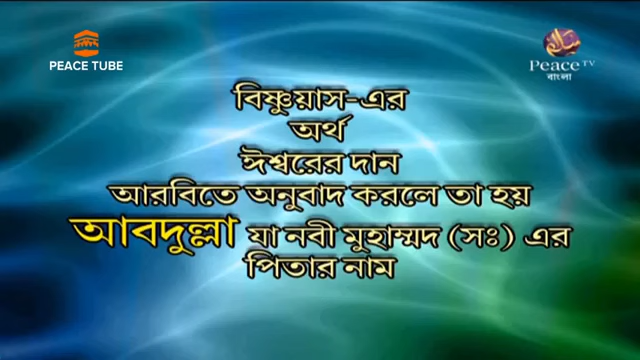 PEACE TUBE
Peace TV
বাংলা
বিষ্ণুয়াস-এর
অর্থ
ঈশ্বরের দান
আরবিতে অনুবাদ করলে তা হয়
আবদুল্লা যা নবী মুহাম্মদ (সঃ) এর
পিতার নাম